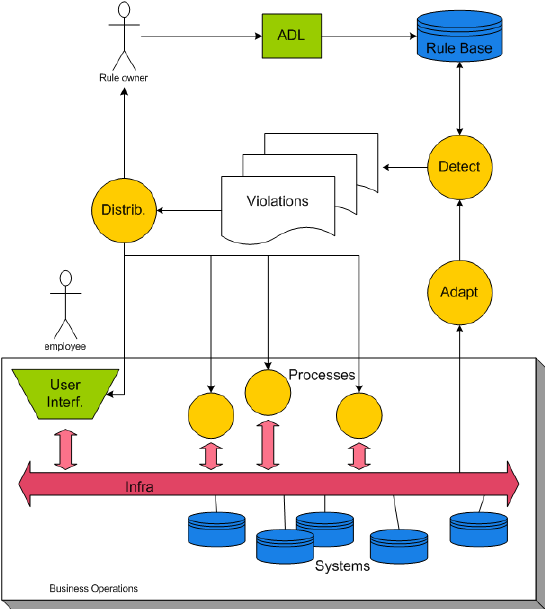 ADL
Rule Base
Rule owner
Detect
Violations
Distrib.
Adapt
employee
Processes
User
Interf.
Infra
Systems
Business Operations